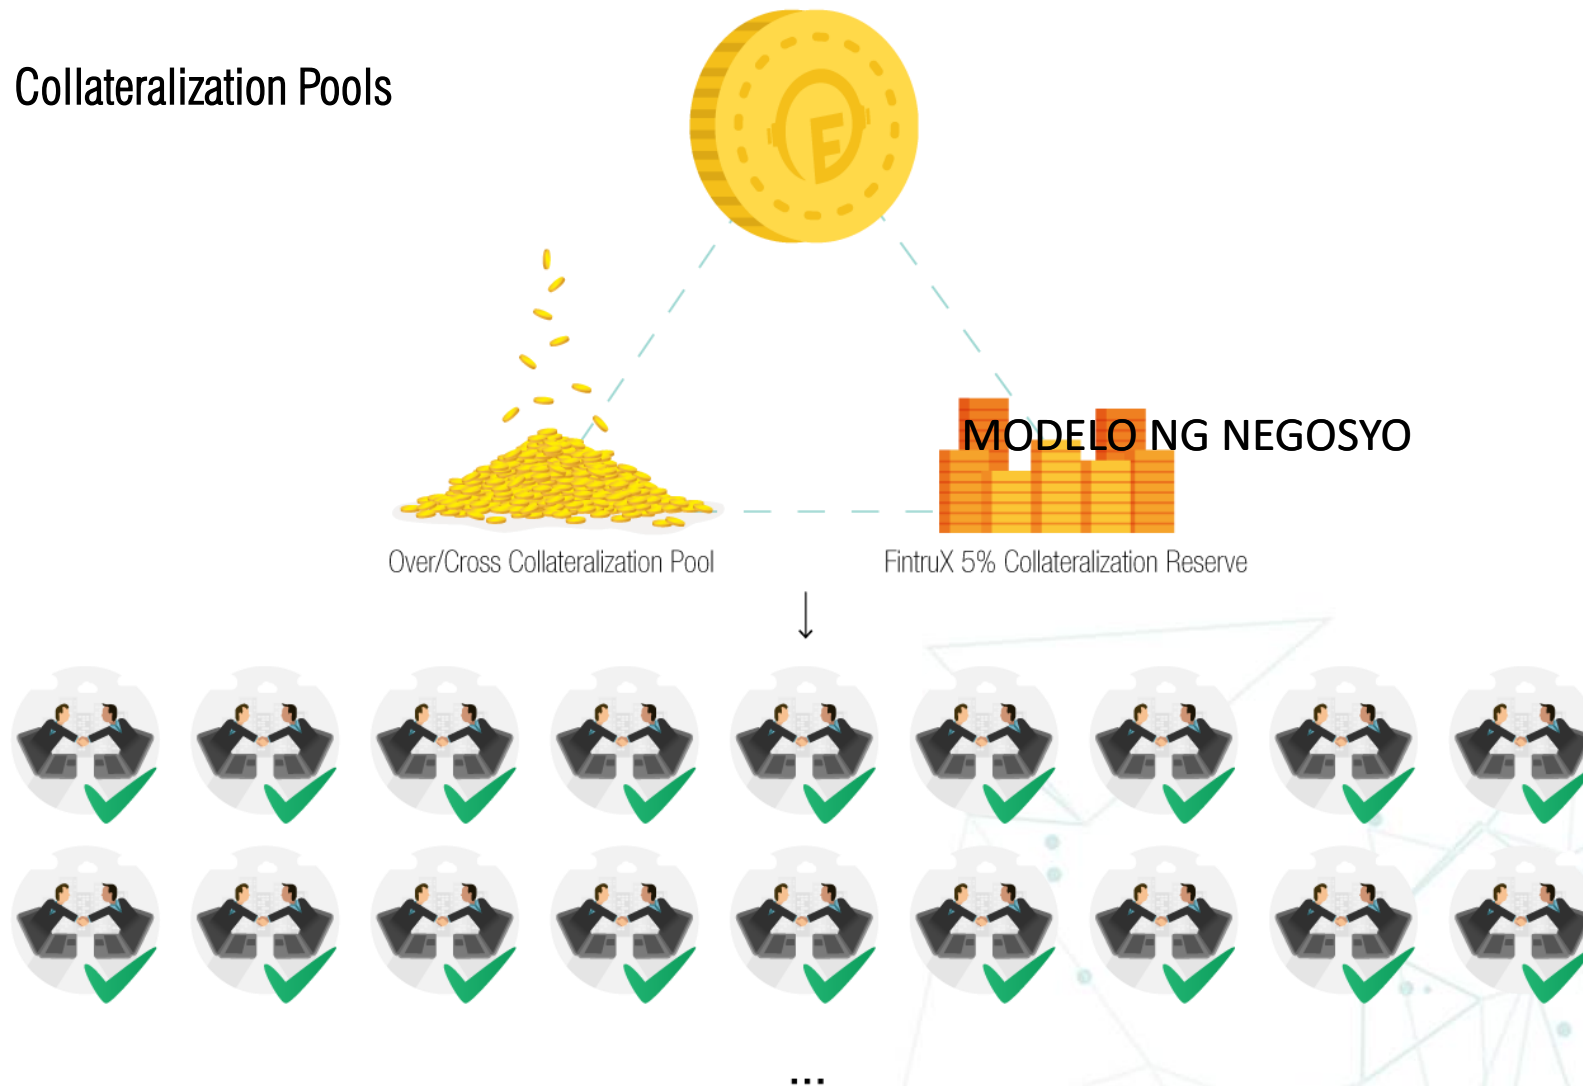 Collateralization Pools
MODELO NG NEGOSYO
Over/Cross Collateralization Pool
FintruX 5% Collateralization Reserve
...